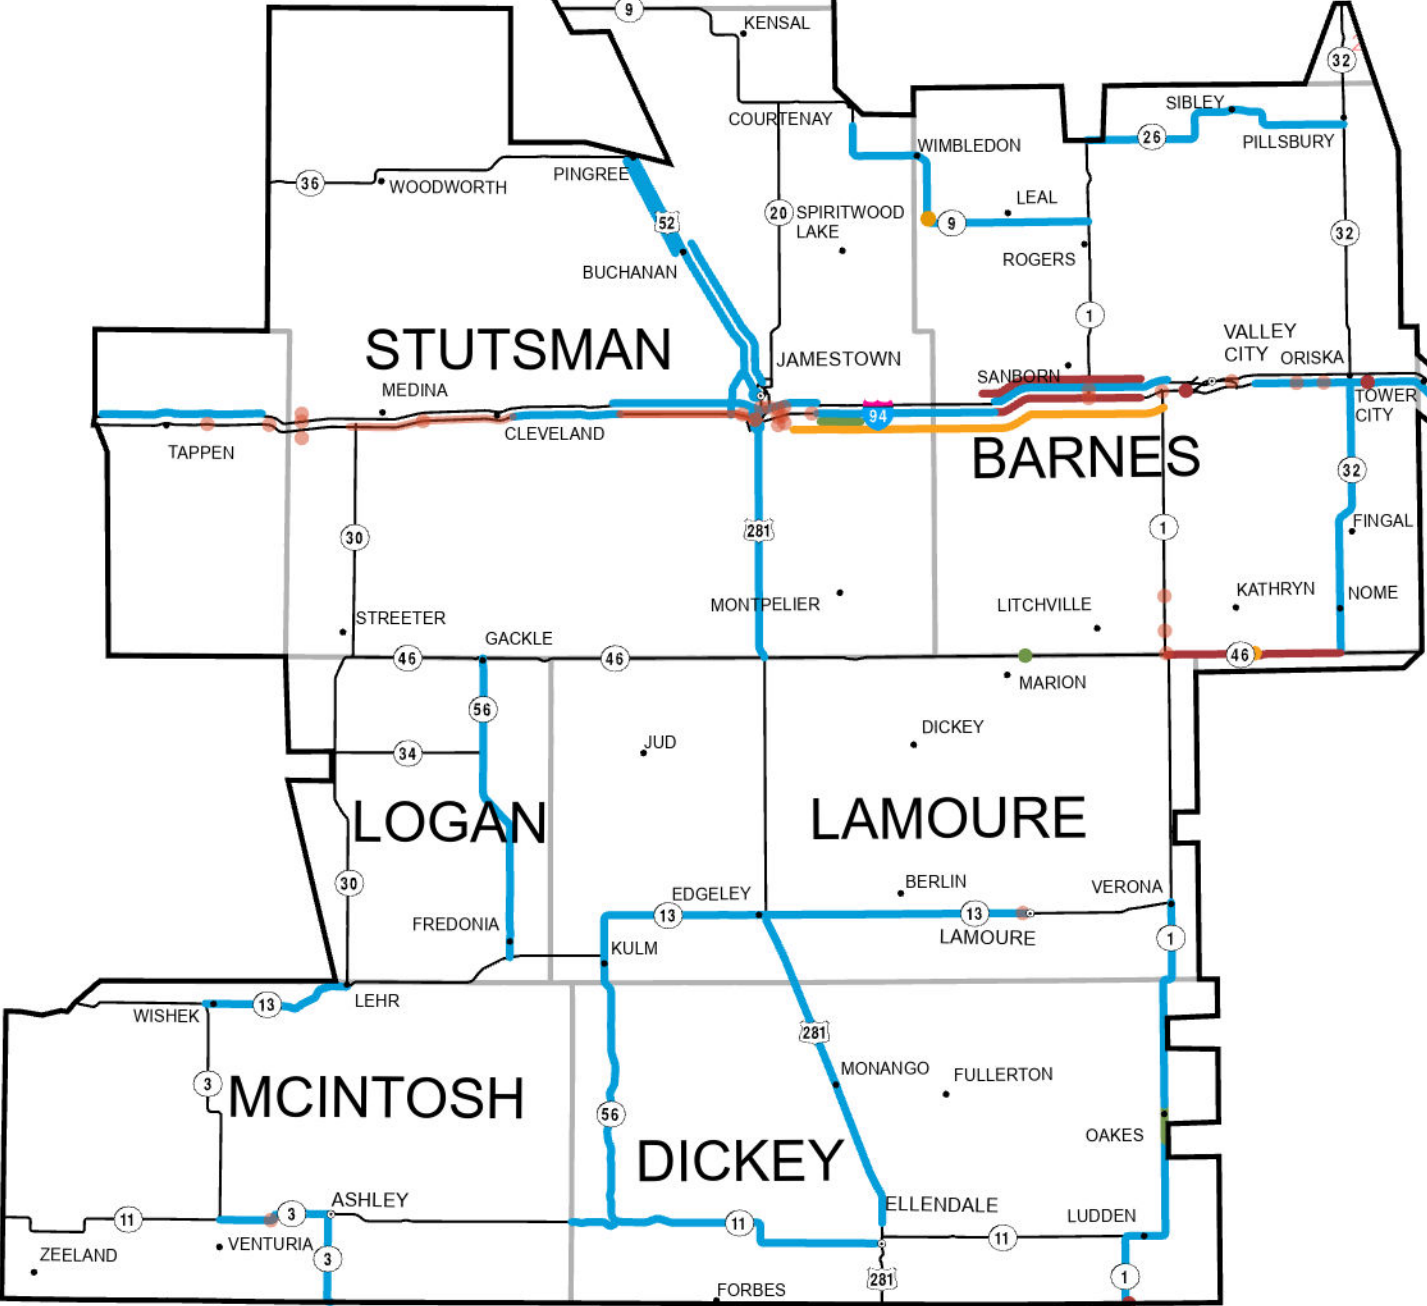 9
KENSAL
32
COURTENAY
SIBLEY
26
PILLSBURY
WIMBLEDON
PINGREE
36
WOODWORTH
LEAL
52
20
SPIRITWOOD
LAKE
9
32
ROGERS
BUCHANAN
1
STUTSMAN
JAMESTOWN
VALLEY
CITY
ORISKA
SANBORN
MEDINA
TOWER
CITY
94
CLEVELAND
TAPPEN
BARNES
32
30
281
1
FINGAL
MONTPELIER
LITCHVILLE
KATHRYN
NOME
STREETER
GACKLE
46
46
46
MARION
56
34
JUD
DICKEY
LOGAN
LAMOURE
30
EDGELEY
BERLIN
VERONA
13
13
FREDONIA
KULM
LAMOURE
1
WISHEK
13
LEHR
281
3
MCINTOSH
MONANGO
FULLERTON
56
OAKES
DICKEY
ASHLEY
3
11
11
ELLENDALE
LUDDEN
11
ZEELAND
VENTURIA
3
281
1
FORBES